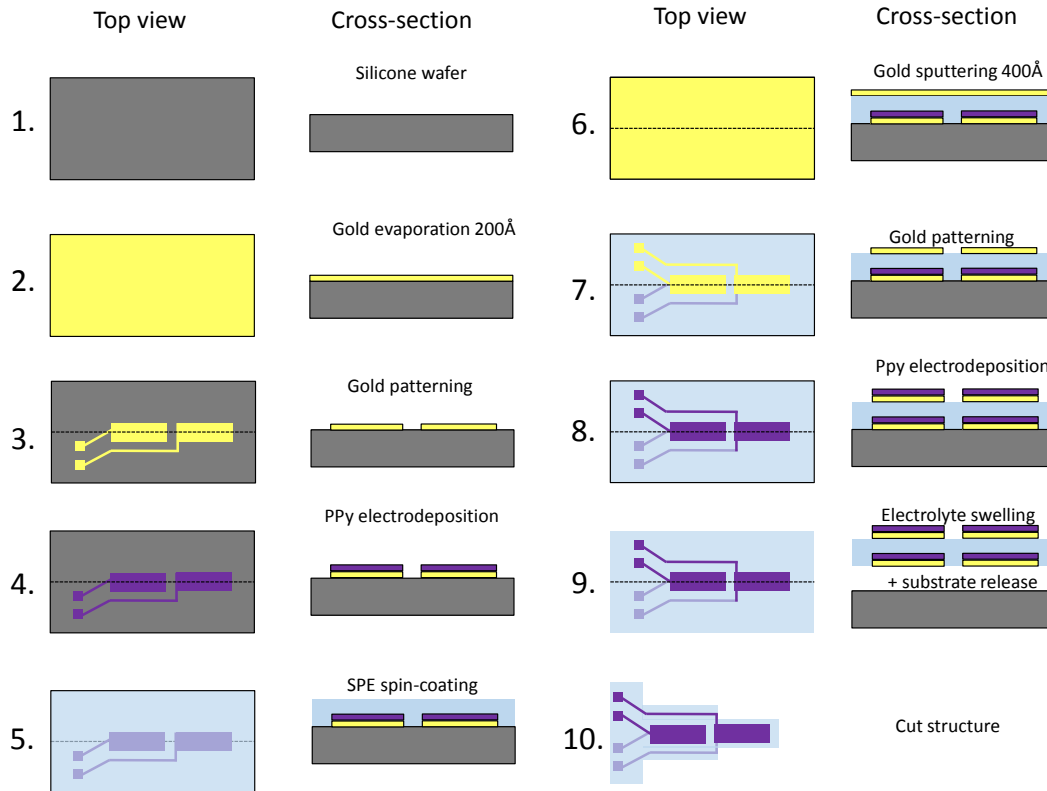 Top view
Cross-section
Top view
Cross-section
1.
Silicone wafer
2.
Gold evaporation 200Å
3.
Gold patterning
4.
PPy electrodeposition
5.
SPE spin-coating
6.
Gold sputtering 400Å
7.
Gold patterning
8.
Ppy electrodeposition
9.
Electrolyte swelling
+ substrate release
10.
Cut structure